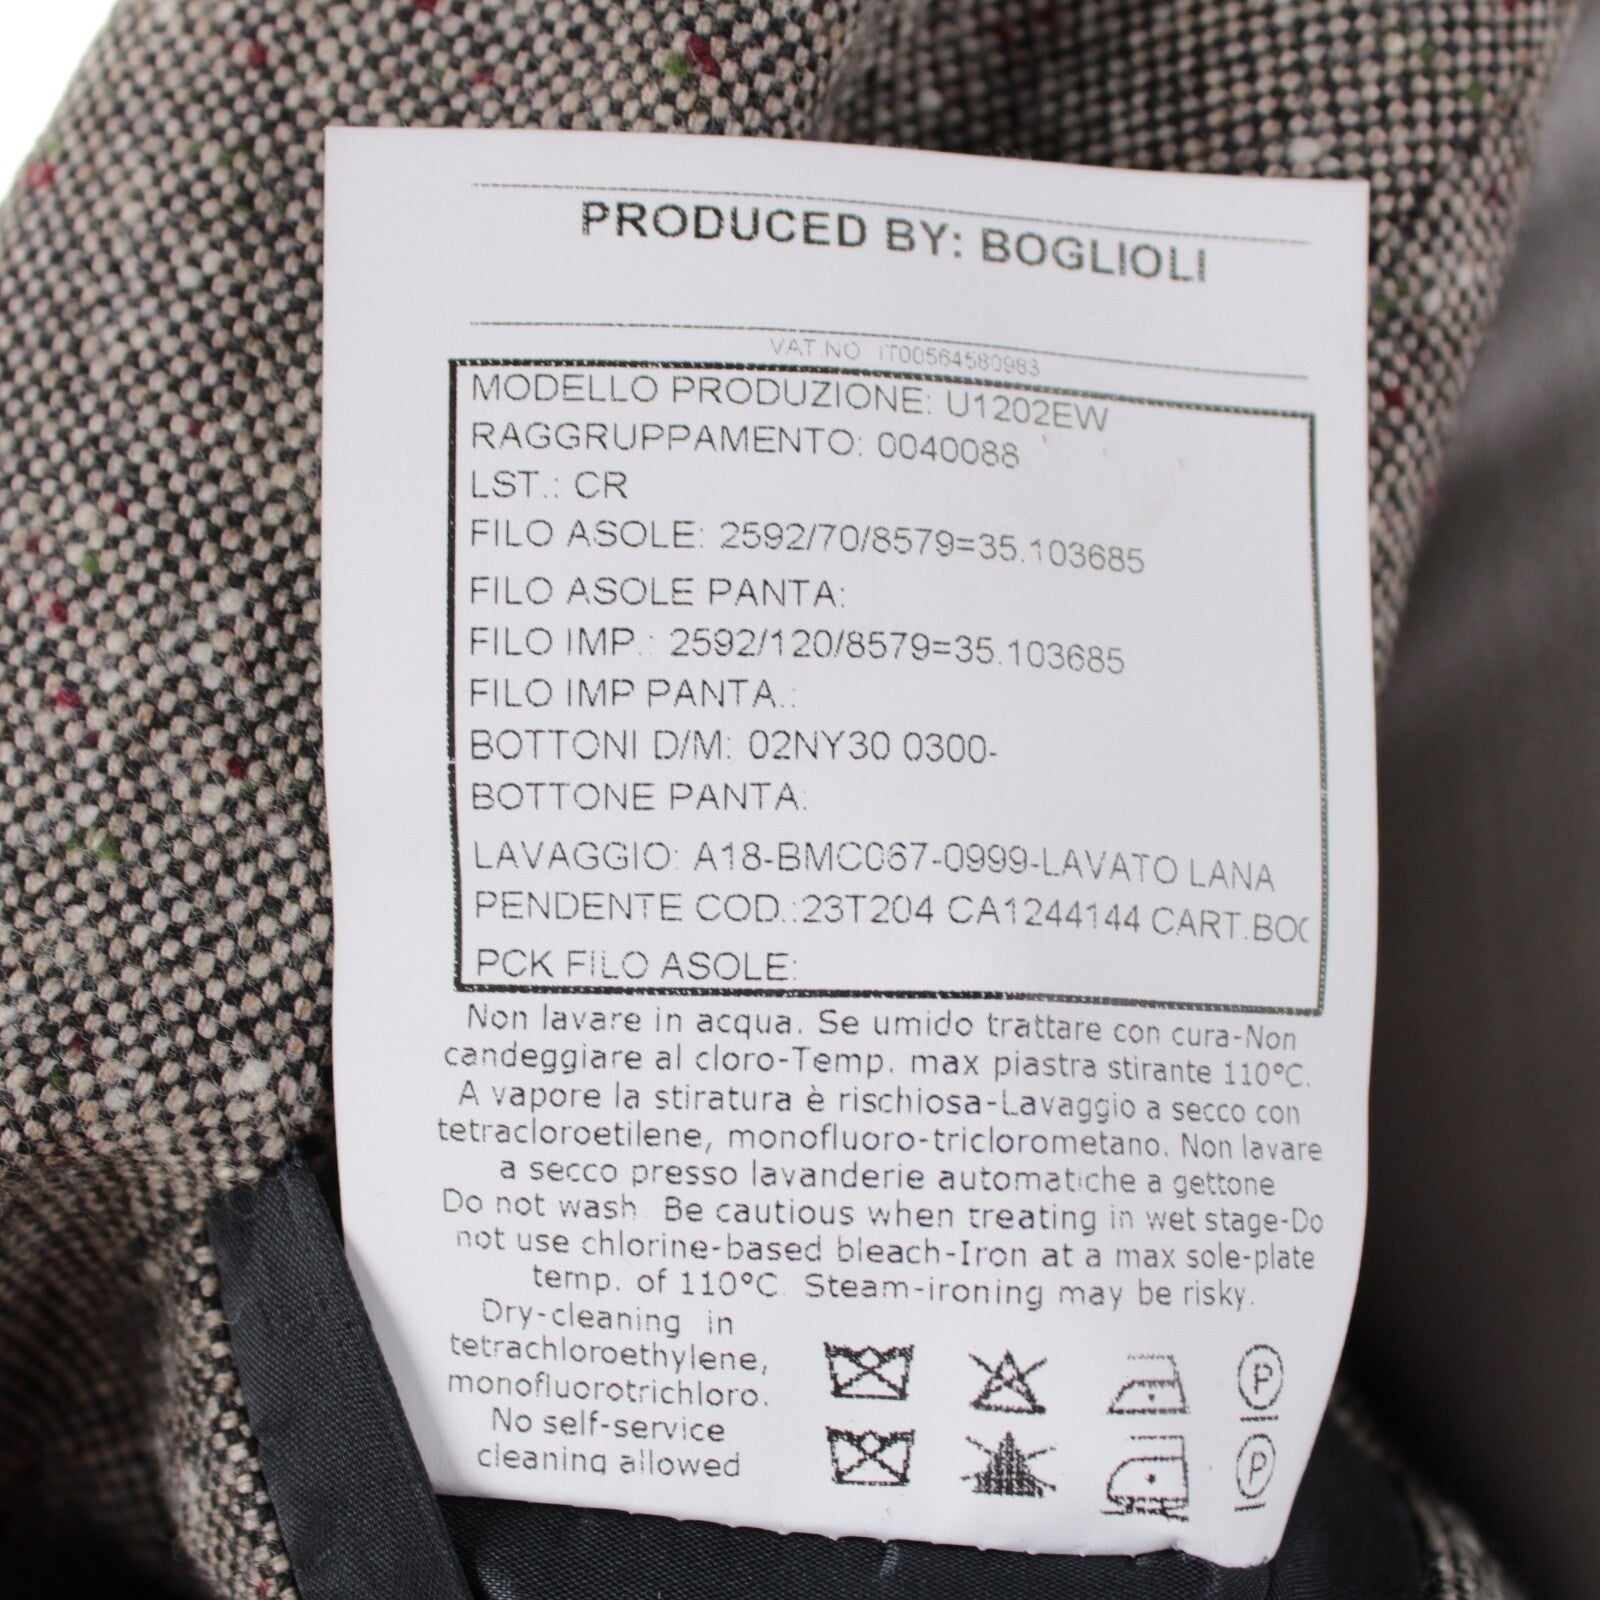 PRODUCED BY: BOGLIOLI
VAT.NO: IT00564580983
MODELLO PRODUZIONE: U1202EW
RAGGRUPPAMENTO: 0040088
LST.: CR
FILO ASOLE: 2592/70/8579=35.103685
FILO ASOLE PANTA:
FILO IMP.: 2592/120/8579=35.103685
FILO IMP PANTA.:
BOTTONI D/M: 02NY30 0300-
BOTTONE PANTA:
LAVAGGIO: A18-BMC067-0999-LAVATO LANA
PENDENTE COD.:23T204 CA1244144 CART.BOG
PCK FILO ASOLE:
Non lavare in acqua. Se umido trattare con cura-Non
candeggiare al cloro-Temp. max piastra stirante 110°C.
A vapore la stiratura è rischiosa-Lavaggio a secco con
tetracloroetilene, monofluoro-triclorometano. Non lavare
a secco presso lavanderie automatiche a gettone
Do not wash. Be cautious when treating in wet stage-Do
not use chlorine-based bleach-Iron at a max sole-plate
temp. of 110°C. Steam-ironing may be risky.
Dry-cleaning in
tetrachloroethylene,
monofluorotrichloro.
No self-service
cleaning allowed
P
P